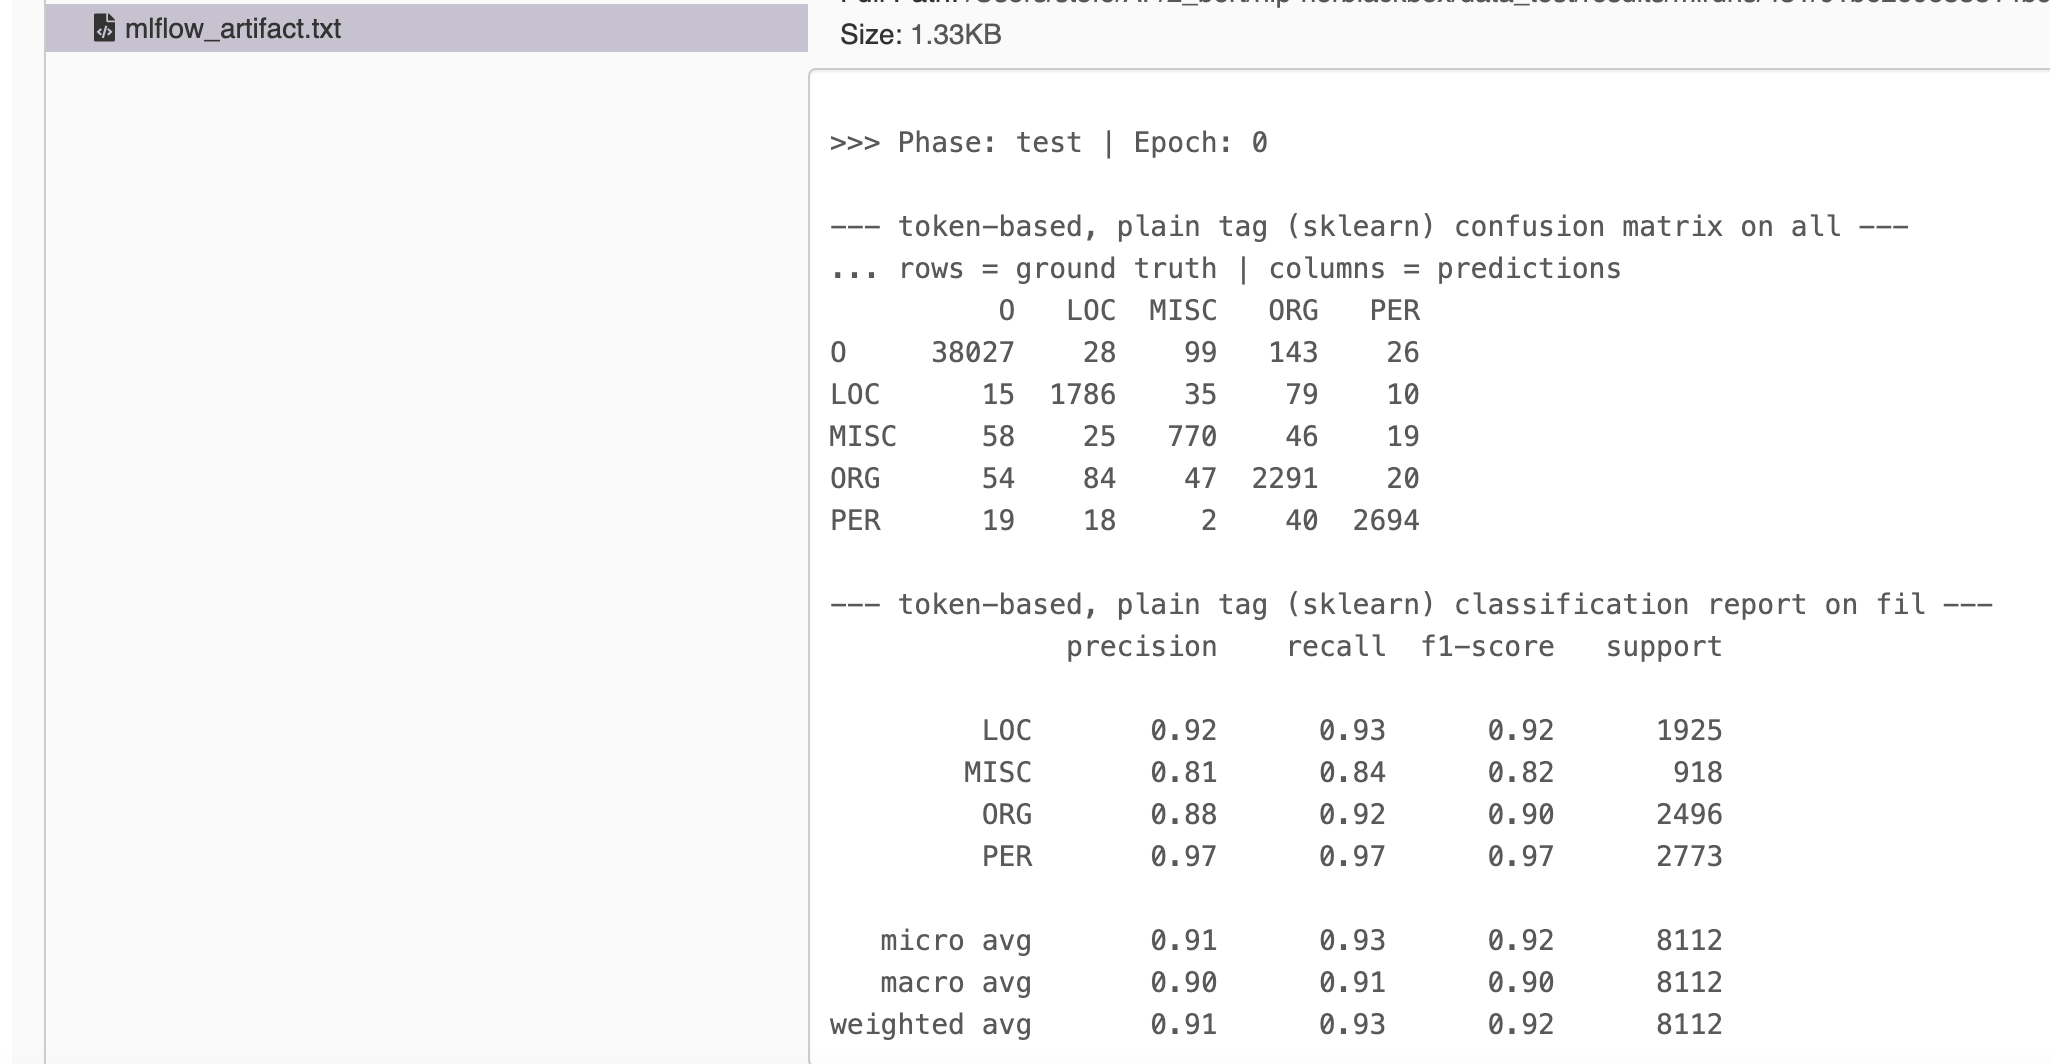 mlflow_artifact.txt
Size: 1.33KB
>>> Phase: test | Epoch: 0
--- token-based, plain tag (sklearn) confusion matrix on all ---
... rows = ground truth | columns = predictions
O LOC MISC ORG PER
O 38027 28 99 143 26
LOC 15 1786 35 79 10
MISC 58 25 770 46 19
ORG 54 84 47 2291 20
PER 19 18 2 40 2694
--- token-based, plain tag (sklearn) classification report on fil ---
precision recall f1-score support
LOC 0.92 0.93 0.92 1925
MISC 0.81 0.84 0.82 918
ORG 0.88 0.92 0.90 2496
PER 0.97 0.97 0.97 2773
micro avg 0.91 0.93 0.92 8112
macro avg 0.90 0.91 0.90 8112
weighted avg 0.91 0.93 0.92 8112